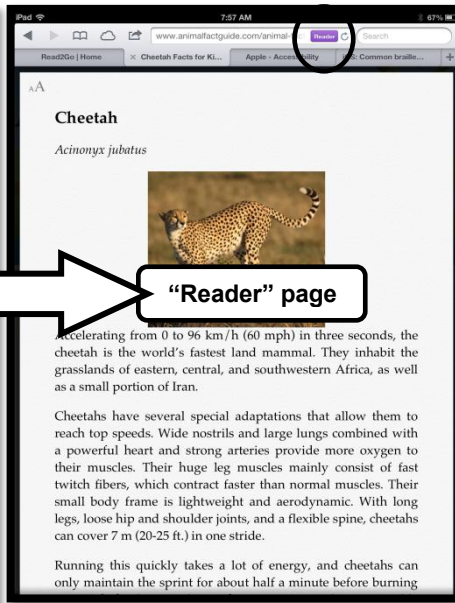 iPad
7:57 AM
67%
www.animalfactguide.com/animal-
Reader
Search
Read2Go | Home
Cheetah Facts for Ki...
Apple - Accessibility
Common braille...
AA
Cheetah
Acinonyx jubatus
"Reader" page
Accelerating from 0 to 96 km/h (60 mph) in three seconds, the
cheetah is the world's fastest land mammal. They inhabit the
grasslands of eastern, central, and southwestern Africa, as well
as a small portion of Iran.
Cheetahs have several special adaptations that allow them to
reach top speeds. Wide nostrils and large lungs combined with
a powerful heart and strong arteries provide more oxygen to
their muscles. Their huge leg muscles mainly consist of fast
twitch fibers, which contract faster than normal muscles. Their
small body frame is lightweight and aerodynamic. With long
legs, loose hip and shoulder joints, and a flexible spine, cheetahs
can cover 7 m (20-25 ft.) in one stride.
Running this quickly takes a lot of energy, and cheetahs can
only maintain the sprint for about half a minute before burning